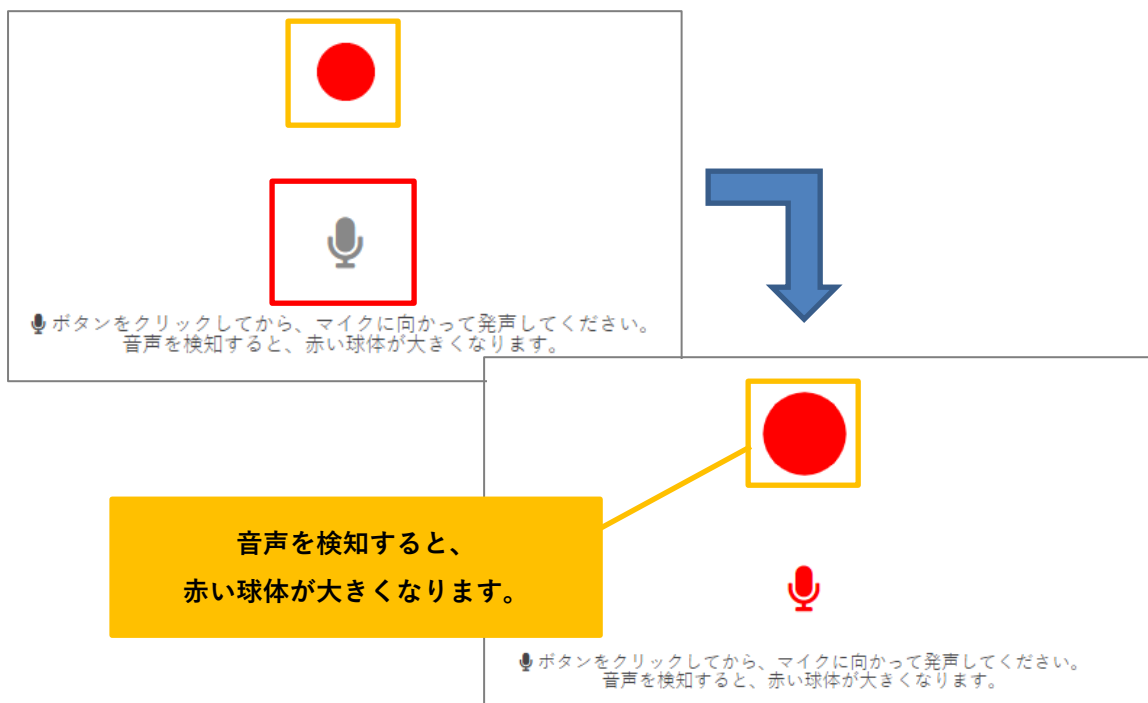 ボタンをクリックしてから、マイクに向かって発声してください。
音声を検知すると、赤い球体が大きくなります。
音声を検知すると、
赤い球体が大きくなります。
ボタンをクリックしてから、マイクに向かって発声してください。
音声を検知すると、赤い球体が大きくなります。